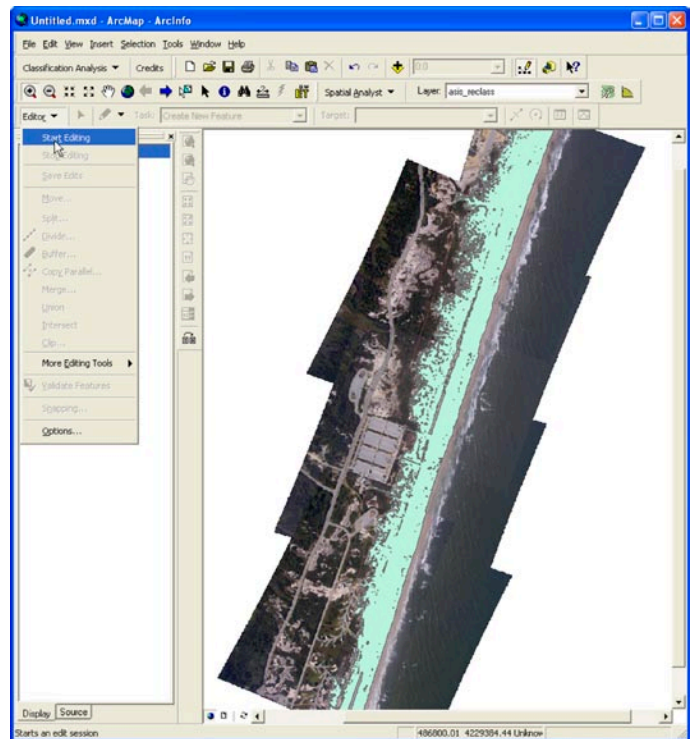 Untitled.mxd - ArcMap - ArcInfo
File Edit View Insert Selection Tools Window Help
Classification Analysis Credits 0:0
Spatial Analyst Layer: asis_reclass
Editor Task: Create New Feature Target:
Start Editing
Stop Editing
Save Edits
Move...
Split...
Divide...
Buffer...
Copy Parallel...
Merge...
Union
Intersect
Clip...
More Editing Tools
Validate Features
Snapping...
Options...
Display Source
Starts an edit session 486800.01 4229384.44 Unknow